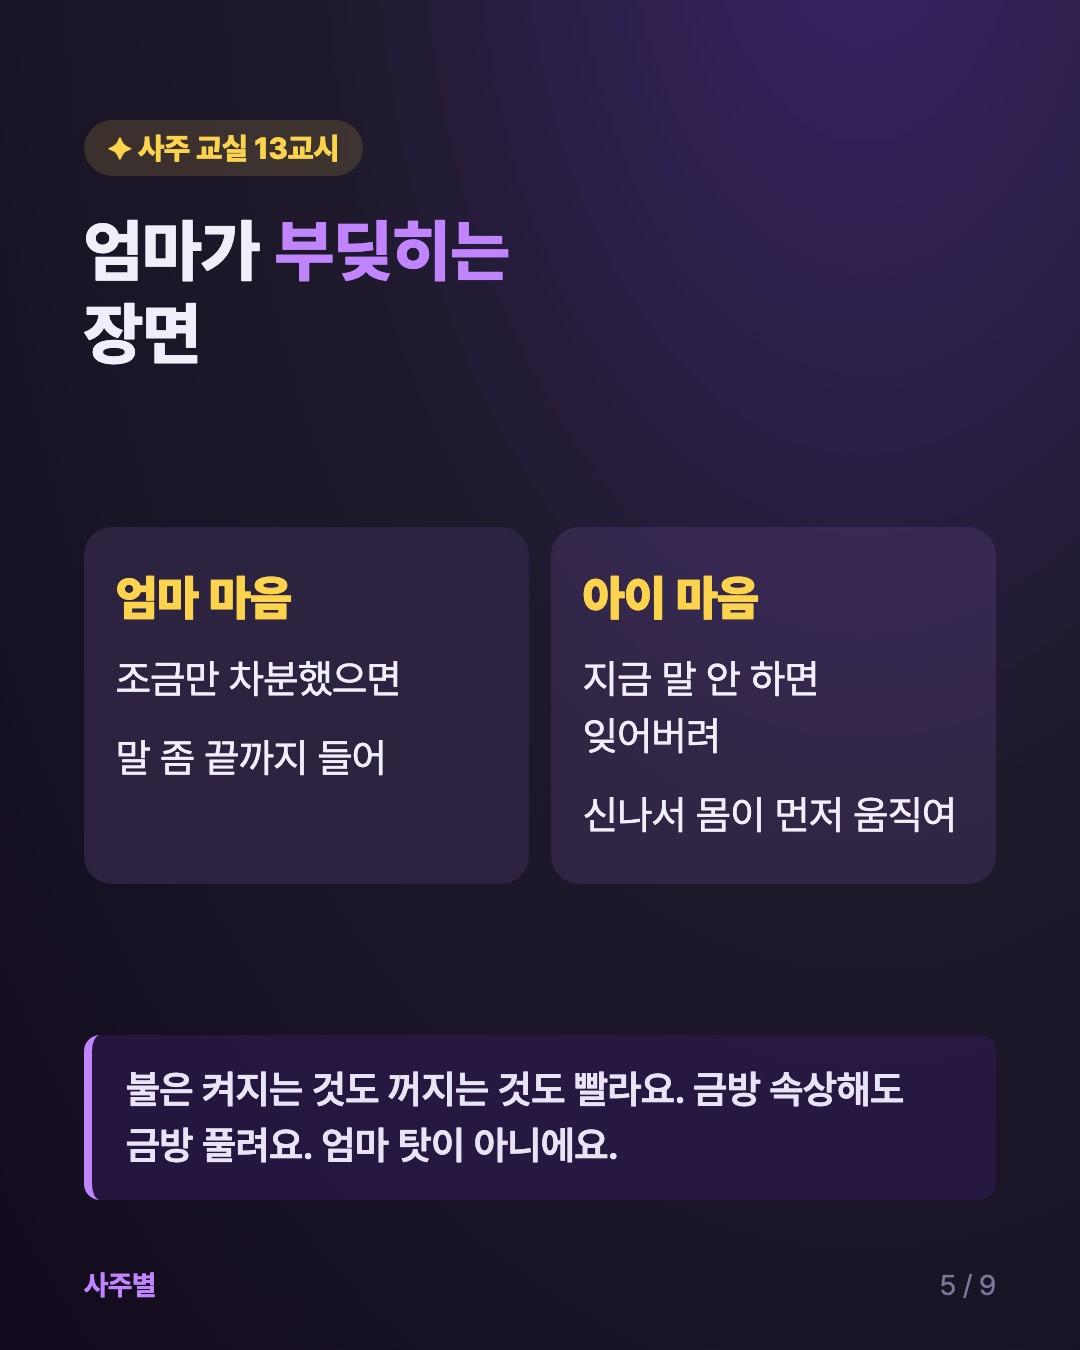 ✦ 사주 교실 13교시
엄마가 부딪히는
장면
엄마 마음
조금만 차분했으면
말 좀 끝까지 들어
아이 마음
지금 말 안 하면
잊어버려
신나서 몸이 먼저 움직여
불은 켜지는 것도 꺼지는 것도 빨라요. 금방 속상해도
금방 풀려요. 엄마 탓이 아니에요.
사주별
5 / 9